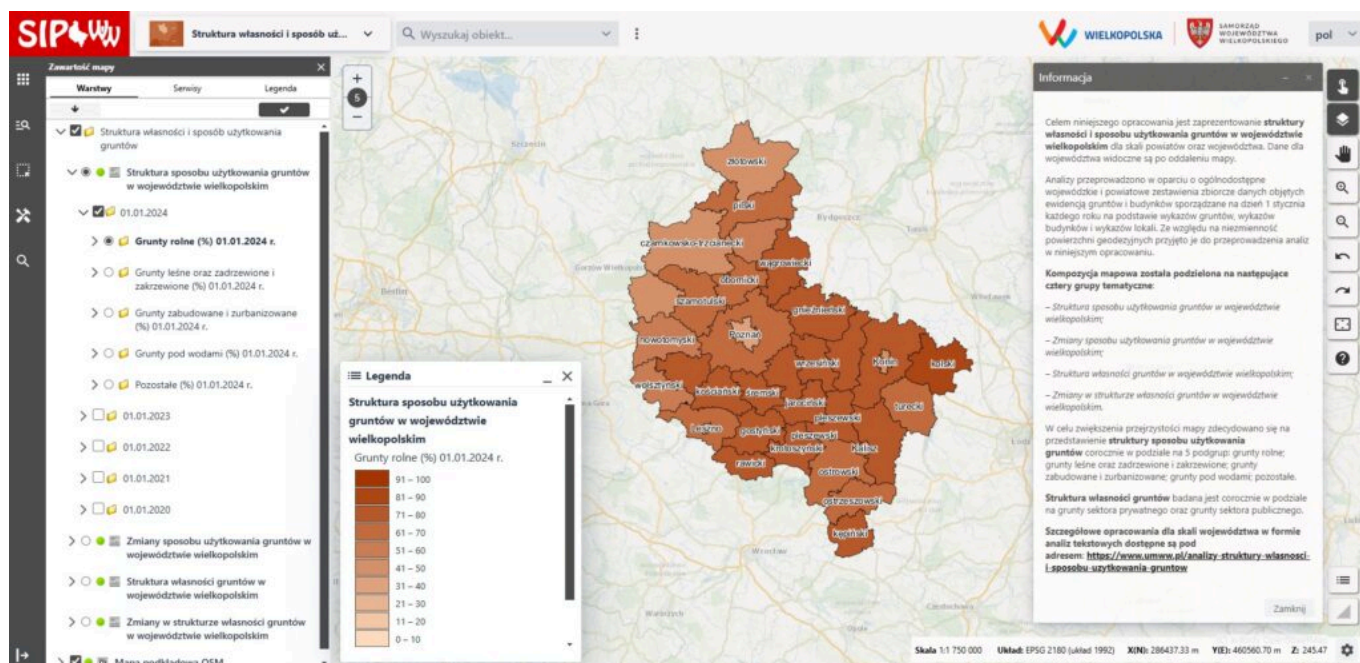 SIPWW
Struktura własności i sposób uż...
Wyszukaj obiekt...
WIELKOPOLSKA
SAMORZĄD
WOJEWÓDZTWA
WIELKOPOLSKIEGO
pol
Zawartość mapy
Warstwy Serwisy Legenda
Struktura własności i sposób użytkowania
gruntów
Struktura sposobu użytkowania gruntów
w województwie wielkopolskim
01.01.2024
Grunty rolne (%) 01.01.2024 r.
Grunty leśne oraz zadrzewione i
zakrzewione (%) 01.01.2024 r.
Grunty zabudowane i zurbanizowane
(%) 01.01.2024 r.
Grunty pod wodami (%) 01.01.2024 r.
Pozostałe (%) 01.01.2024 r.
01.01.2023
01.01.2022
01.01.2021
01.01.2020
Zmiany sposobu użytkowania gruntów w
województwie wielkopolskim
Struktura własności gruntów w
województwie wielkopolskim
Zmiany w strukturze własności gruntów
w województwie wielkopolskim
Mapa podkładowa OSM
5
Szczecin
Bydgoszcz
Toruń
Gorzów Wielkopolski
Berlin
Włocławek
Wrocław
Częstochowa
Opole
złotowski
pilski
czarnkowsko-trzcianecki
wągrowiecki
obornicki
szamotulski
gnieźnieński
nowotomyski
Poznań
wrzesiński
Konin
kolski
wolsztyński
kościański
śremski
jarociński
turecki
pleszewski
Leszno
gostyński
pleszewski
krotoszyński
Kalisz
rawicki
ostrowski
ostrzeszowski
kępiński
Legenda
Struktura sposobu użytkowania
gruntów w województwie
wielkopolskim
Grunty rolne (%) 01.01.2024 r.
91 – 100
81 – 90
71 – 80
61 – 70
51 – 60
41 – 50
31 – 40
21 – 30
11 – 20
0 – 10
Informacja
Celem niniejszego opracowania jest zaprezentowanie struktury
własności i sposobu użytkowania gruntów w województwie
wielkopolskim dla skali powiatów oraz województwa. Dane dla
województwa widoczne są po oddaleniu mapy.
Analizy przeprowadzono w oparciu o ogólnodostępne
wojewódzkie i powiatowe zestawienia zbiorcze danych objętych
ewidencją gruntów i budynków sporządzane na dzień 1 stycznia
każdego roku na podstawie wykazów gruntów, wykazów
budynków i wykazów lokali. Ze względu na niezmienność
powierzchni geodezyjnych przyjęto je do przeprowadzenia analiz
w niniejszym opracowaniu.
Kompozycja mapowa została podzielona na następujące
cztery grupy tematyczne:
– Struktura sposobu użytkowania gruntów w województwie
wielkopolskim;
– Zmiany sposobu użytkowania gruntów w województwie
wielkopolskim;
– Struktura własności gruntów w województwie wielkopolskim;
– Zmiany w strukturze własności gruntów w województwie
wielkopolskim.
W celu zwiększenia przejrzystości mapy zdecydowano się na
przedstawienie struktury sposobu użytkowania
gruntów corocznie w podziale na 5 podgrup: grunty rolne;
grunty leśne oraz zadrzewione i zakrzewione; grunty
zabudowane i zurbanizowane; grunty pod wodami; pozostałe.
Struktura własności gruntów badana jest corocznie w podziale
na grunty sektora prywatnego oraz grunty sektora publicznego.
Szczegółowe opracowania dla skali województwa w formie
analiz tekstowych dostępne są pod
adresem: https://www.umww.pl/analizy-struktury-wlasnosci-
i-sposobu-uzytkowania-gruntow
Zamknij
Skala 1:1 750 000 Układ: EPSG 2180 (układ 1992) X(N): 286437.33 m Y(E): 460560.70 m Z: 245.47